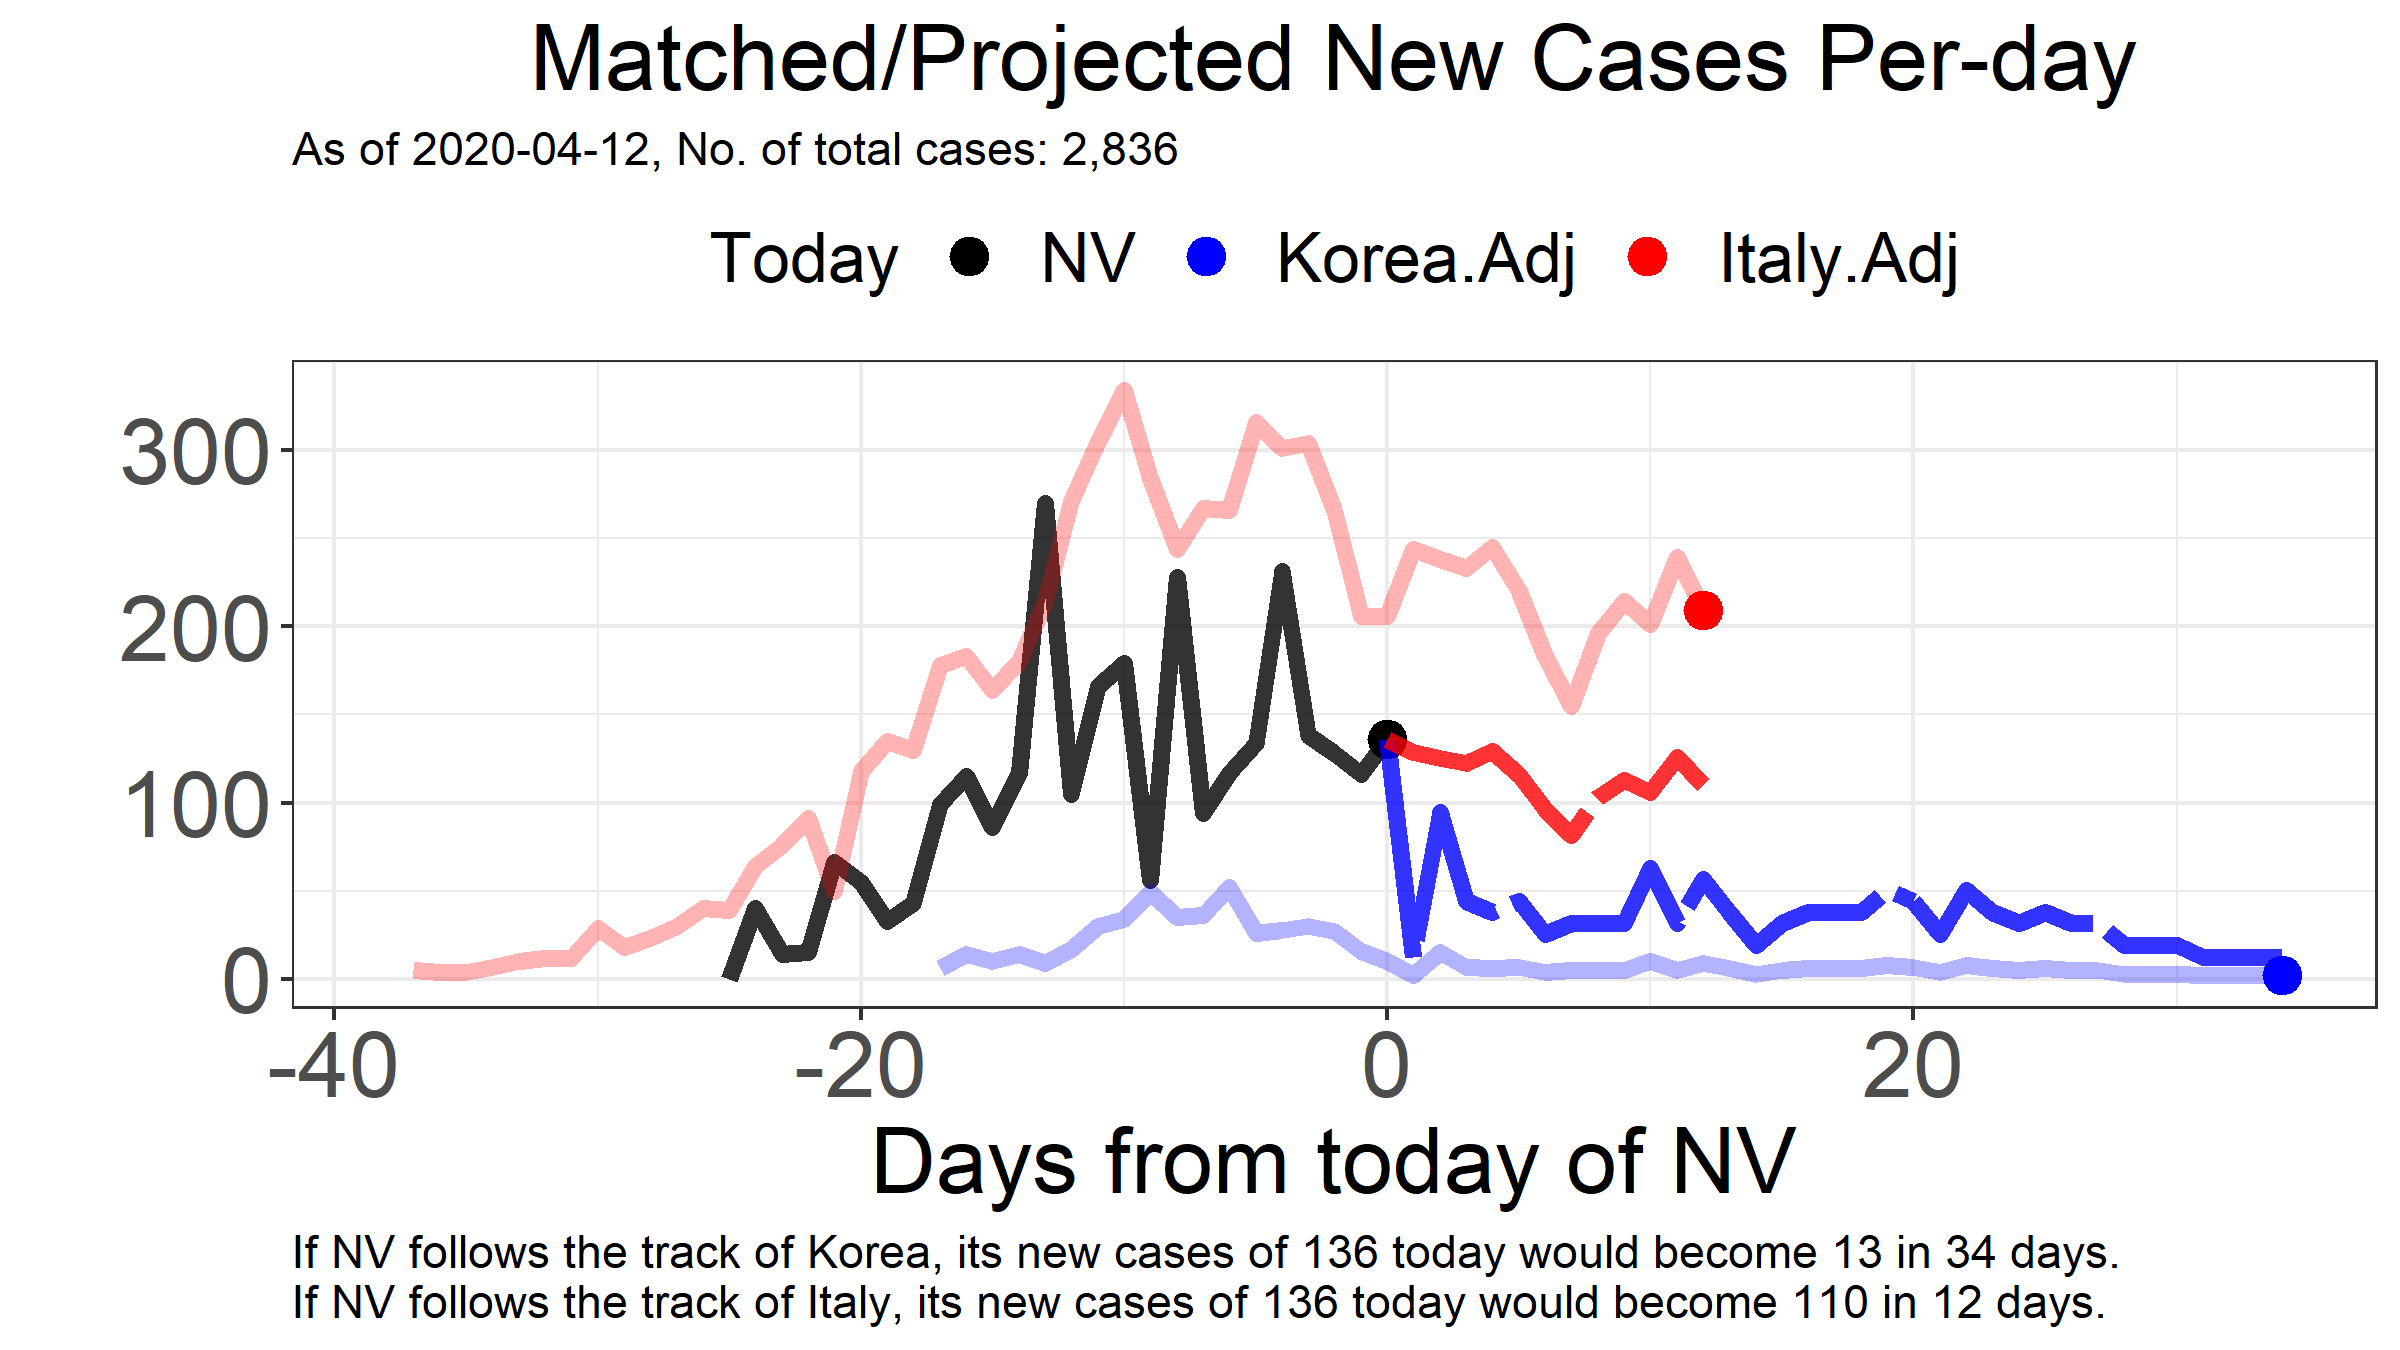 Matched/Projected New Cases Per-day
As of 2020-04-12, No. of total cases: 2,836
Today NV Korea.Adj Italy.Adj
300
200
100
0
-40 -20 0 20
Days from today of NV
If NV follows the track of Korea, its new cases of 136 today would become 13 in 34 days.
If NV follows the track of Italy, its new cases of 136 today would become 110 in 12 days.